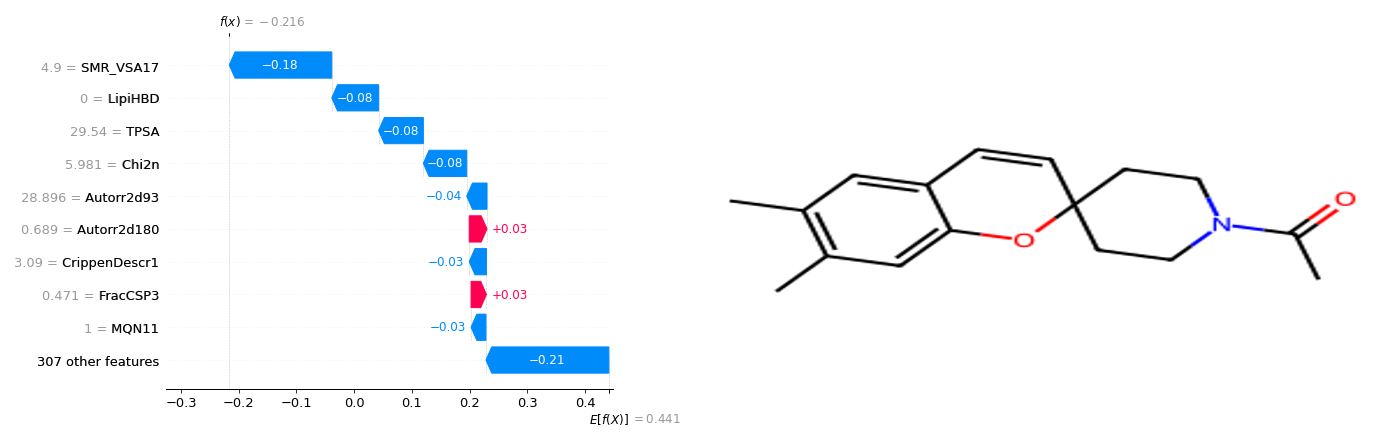 f(x) = −0.216
4.9 = SMR_VSA17 −0.18
0 = LipiHBD −0.08
29.54 = TPSA −0.08
5.981 = Chi2n −0.08
28.896 = Autorr2d93 −0.04
0.689 = Autorr2d180 +0.03
3.09 = CrippenDescr1 −0.03
0.471 = FracCSP3 +0.03
1 = MQN11 −0.03
307 other features −0.21
−0.3 −0.2 −0.1 0.0 0.1 0.2 0.3 0.4
E[f(X)] = 0.441
O
N
O